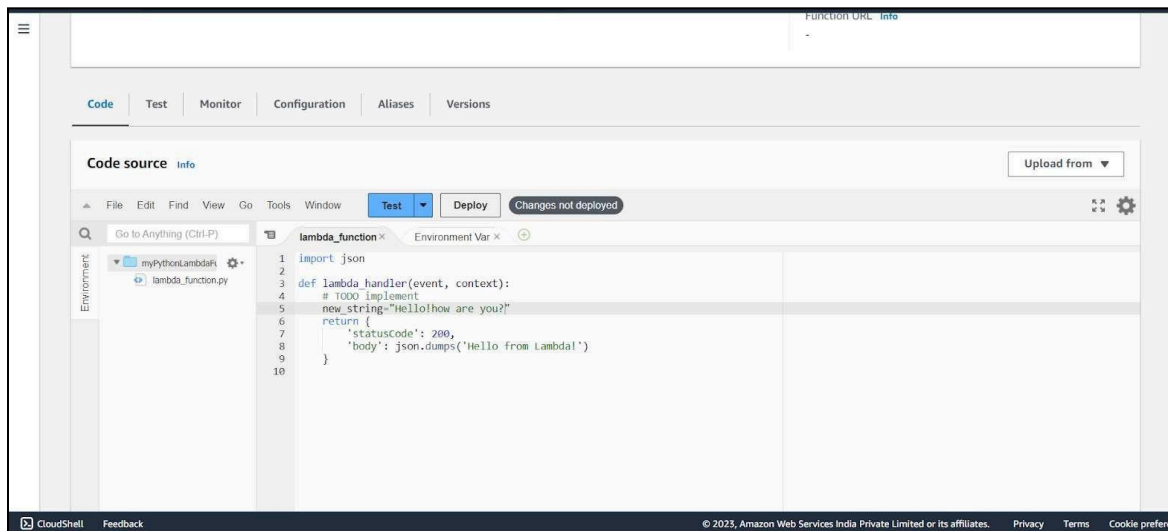 Function URL Info
-
Code Test Monitor Configuration Aliases Versions
Code source Info
Upload from
File Edit Find View Go Tools Window Test Deploy Changes not deployed
Go to Anything (Ctrl-P)
lambda_function × Environment Var ×
Environment
myPythonLambdaFu
lambda_function.py
1 import json
2
3 def lambda_handler(event, context):
4     # TODO implement
5     new_string="Hello!how are you?"
6     return {
7         'statusCode': 200,
8         'body': json.dumps('Hello from Lambda!')
9     }
10
CloudShell Feedback © 2023, Amazon Web Services India Private Limited or its affiliates. Privacy Terms Cookie prefer